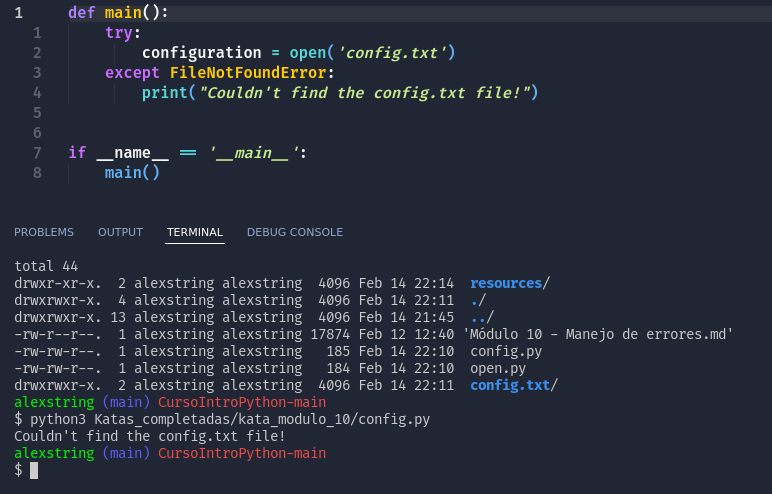 1 def main():
1 try:
2 configuration = open('config.txt')
3 except FileNotFoundError:
4 print("Couldn't find the config.txt file!")
5
6
7 if __name__ == '__main__':
8 main()
PROBLEMS OUTPUT TERMINAL DEBUG CONSOLE
total 44
drwxr-xr-x. 2 alexstring alexstring 4096 Feb 14 22:14 resources/
drwxrwxr-x. 4 alexstring alexstring 4096 Feb 14 22:11 ./
drwxrwxr-x. 13 alexstring alexstring 4096 Feb 14 21:45 ../
-rw-r--r--. 1 alexstring alexstring 17874 Feb 12 12:40 'Módulo 10 - Manejo de errores.md'
-rw-rw-r--. 1 alexstring alexstring 185 Feb 14 22:10 config.py
-rw-rw-r--. 1 alexstring alexstring 184 Feb 14 22:10 open.py
drwxrwxr-x. 2 alexstring alexstring 4096 Feb 14 22:11 config.txt/
alexstring (main) CursoIntroPython-main
$ python3 Katas_completadas/kata_modulo_10/config.py
Couldn't find the config.txt file!
alexstring (main) CursoIntroPython-main
$